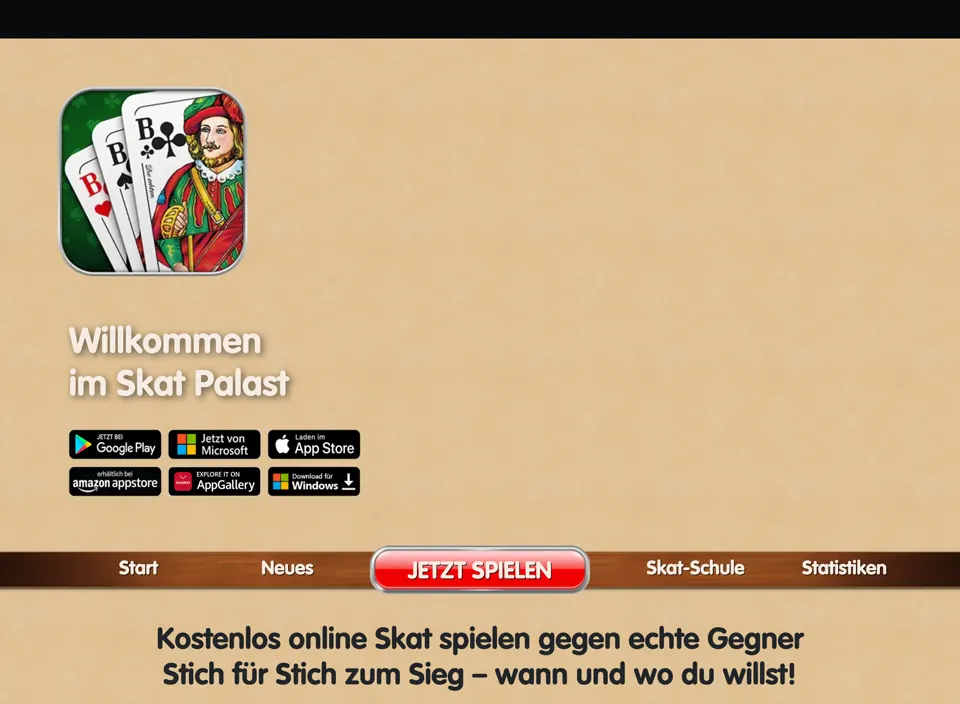 B
B
B
Willkommen
im Skat Palast
JETZT BEI
Google Play
Jetzt von
Microsoft
Laden im
App Store
erhältlich bei
amazon appstore
HUAWEI
EXPLORE IT ON
AppGallery
Download für
Windows
Start
Neues
JETZT SPIELEN
Skat-Schule
Statistiken
Kostenlos online Skat spielen gegen echte Gegner
Stich für Stich zum Sieg – wann und wo du willst!